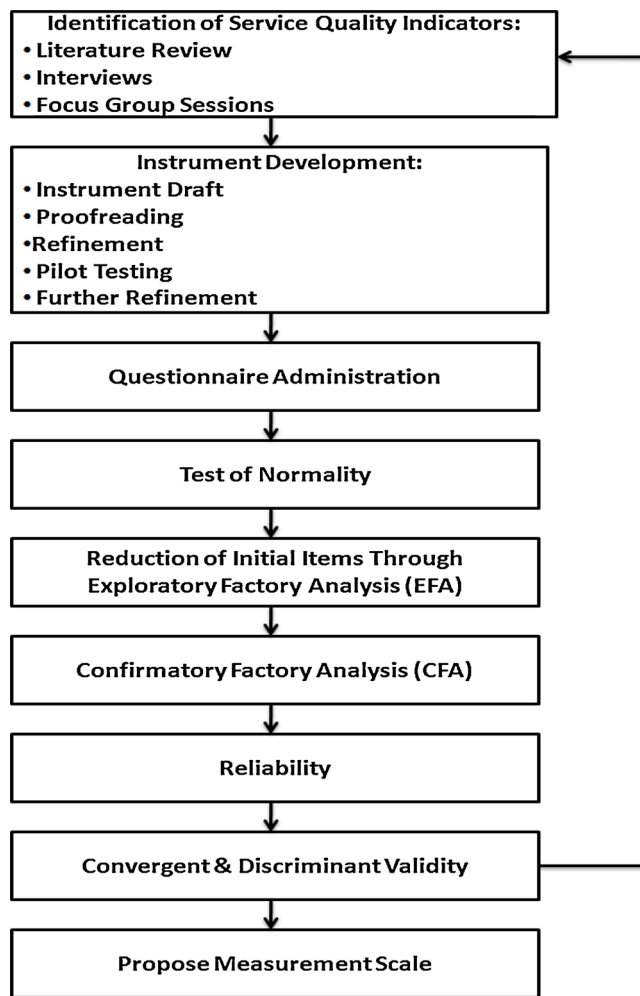 Identification of Service Quality Indicators:
• Literature Review
• Interviews
• Focus Group Sessions
Instrument Development:
• Instrument Draft
• Proofreading
•Refinement
• Pilot Testing
• Further Refinement
Questionnaire Administration
Test of Normality
Reduction of Initial Items Through
Exploratory Factory Analysis (EFA)
Confirmatory Factory Analysis (CFA)
Reliability
Convergent & Discriminant Validity
Propose Measurement Scale